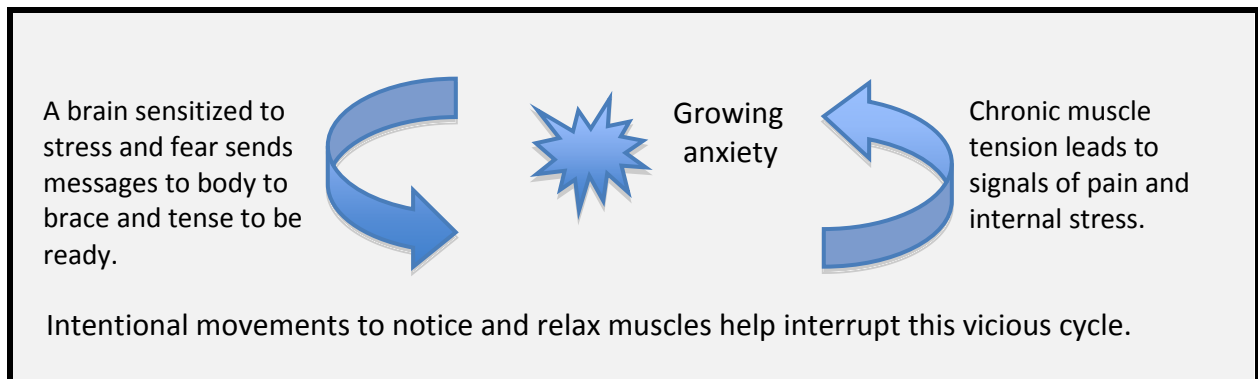 A brain sensitized to
stress and fear sends
messages to body to
brace and tense to be
ready.
Growing
anxiety
Chronic muscle
tension leads to
signals of pain and
internal stress.
Intentional movements to notice and relax muscles help interrupt this vicious cycle.